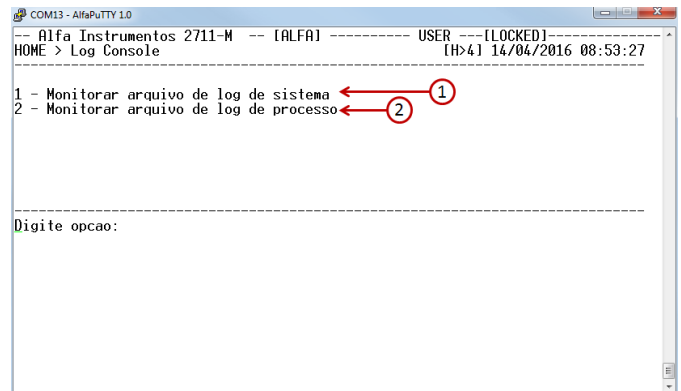 COM13 - AlfaPuTTY 1.0
-- Alfa Instrumentos 2711-M -- [ALFA] ---------- USER ---[LOCKED]--------------
HOME > Log Console [H>4] 14/04/2016 08:53:27
1 - Monitorar arquivo de log de sistema 1
2 - Monitorar arquivo de log de processo 2
Digite opcao: